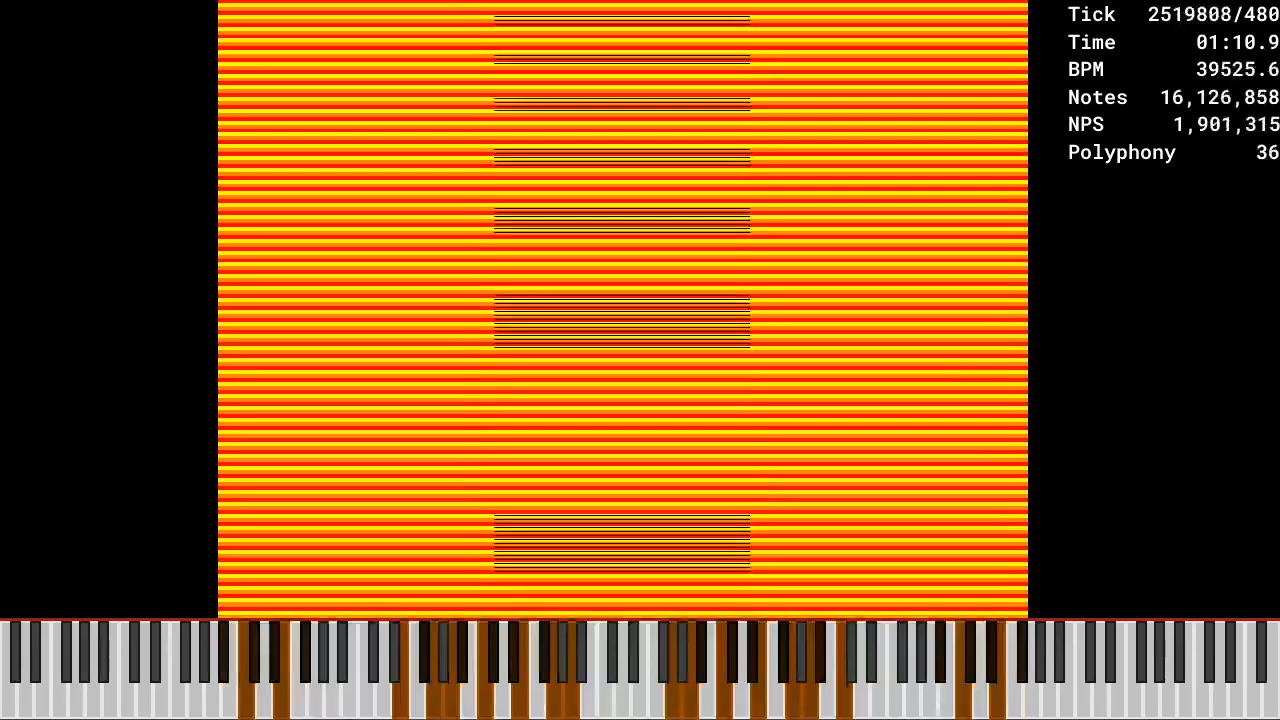 Tick 2519808/480
Time 01:10.9
BPM 39525.6
Notes 16,126,858
NPS 1,901,315
Polyphony 36